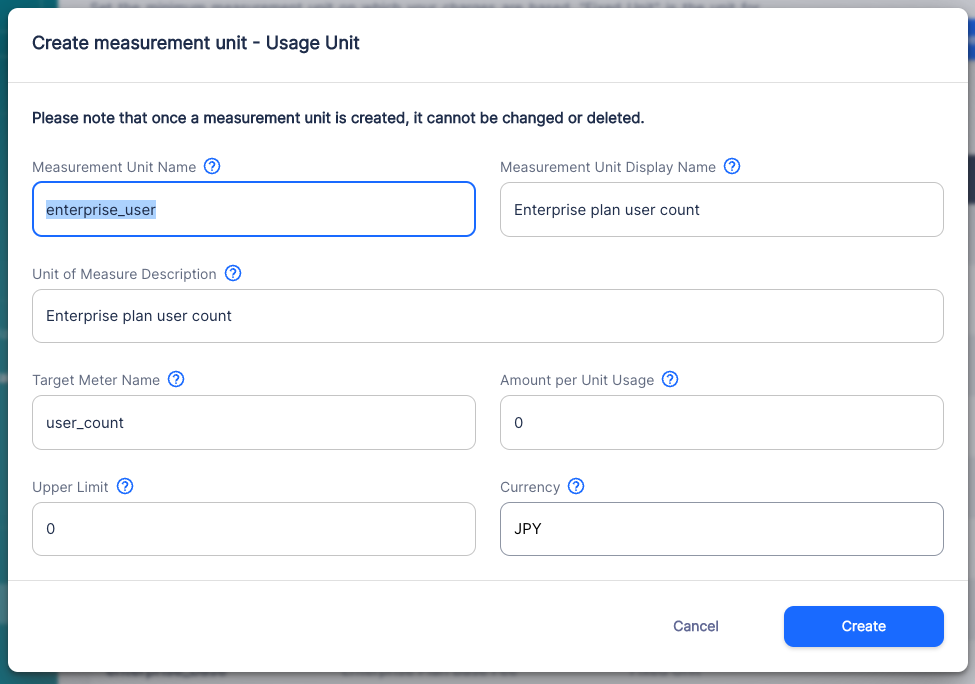 Create measurement unit - Usage Unit
Please note that once a measurement unit is created, it cannot be changed or deleted.
Measurement Unit Name ?
Measurement Unit Display Name ?
enterprise_user
Enterprise plan user count
Unit of Measure Description ?
Enterprise plan user count
Target Meter Name ?
Amount per Unit Usage ?
user_count
0
Upper Limit ?
Currency ?
0
JPY
Cancel
Create